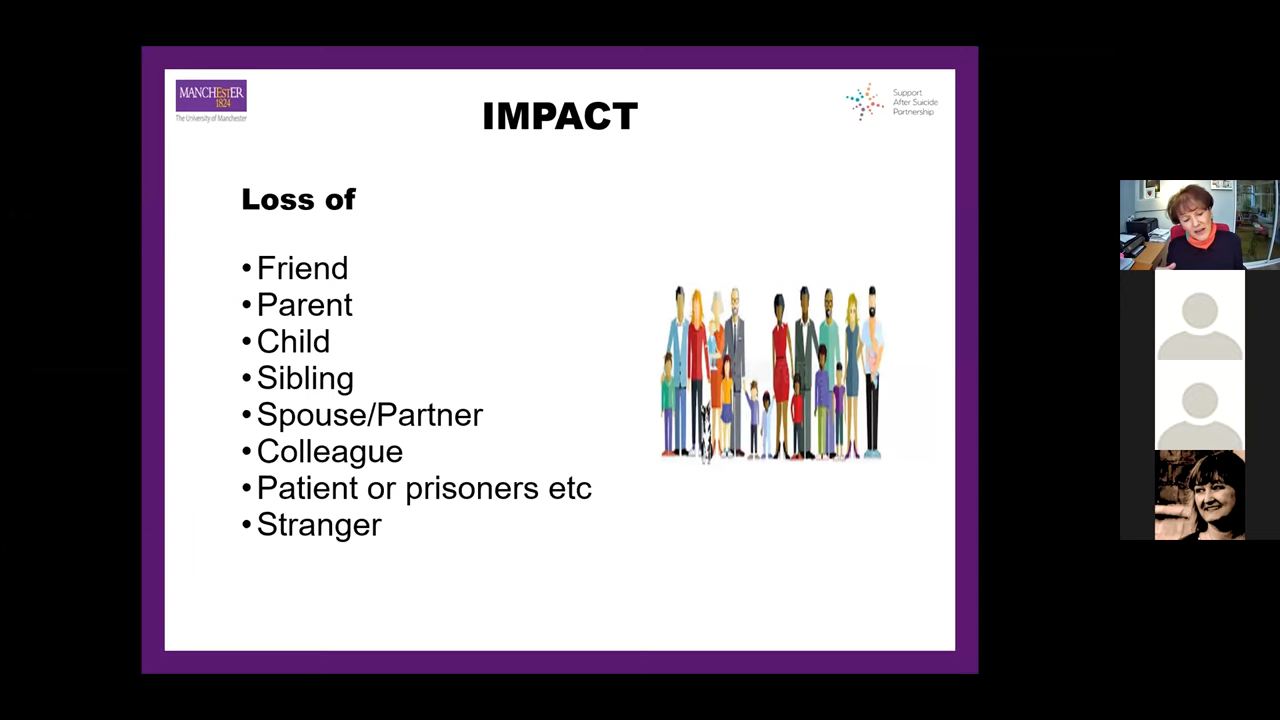 MANCHESTER
1824
The University of Manchester
IMPACT
Support
After Suicide
Partnership
Loss of
•Friend
•Parent
•Child
•Sibling
•Spouse/Partner
•Colleague
•Patient or prisoners etc
•Stranger